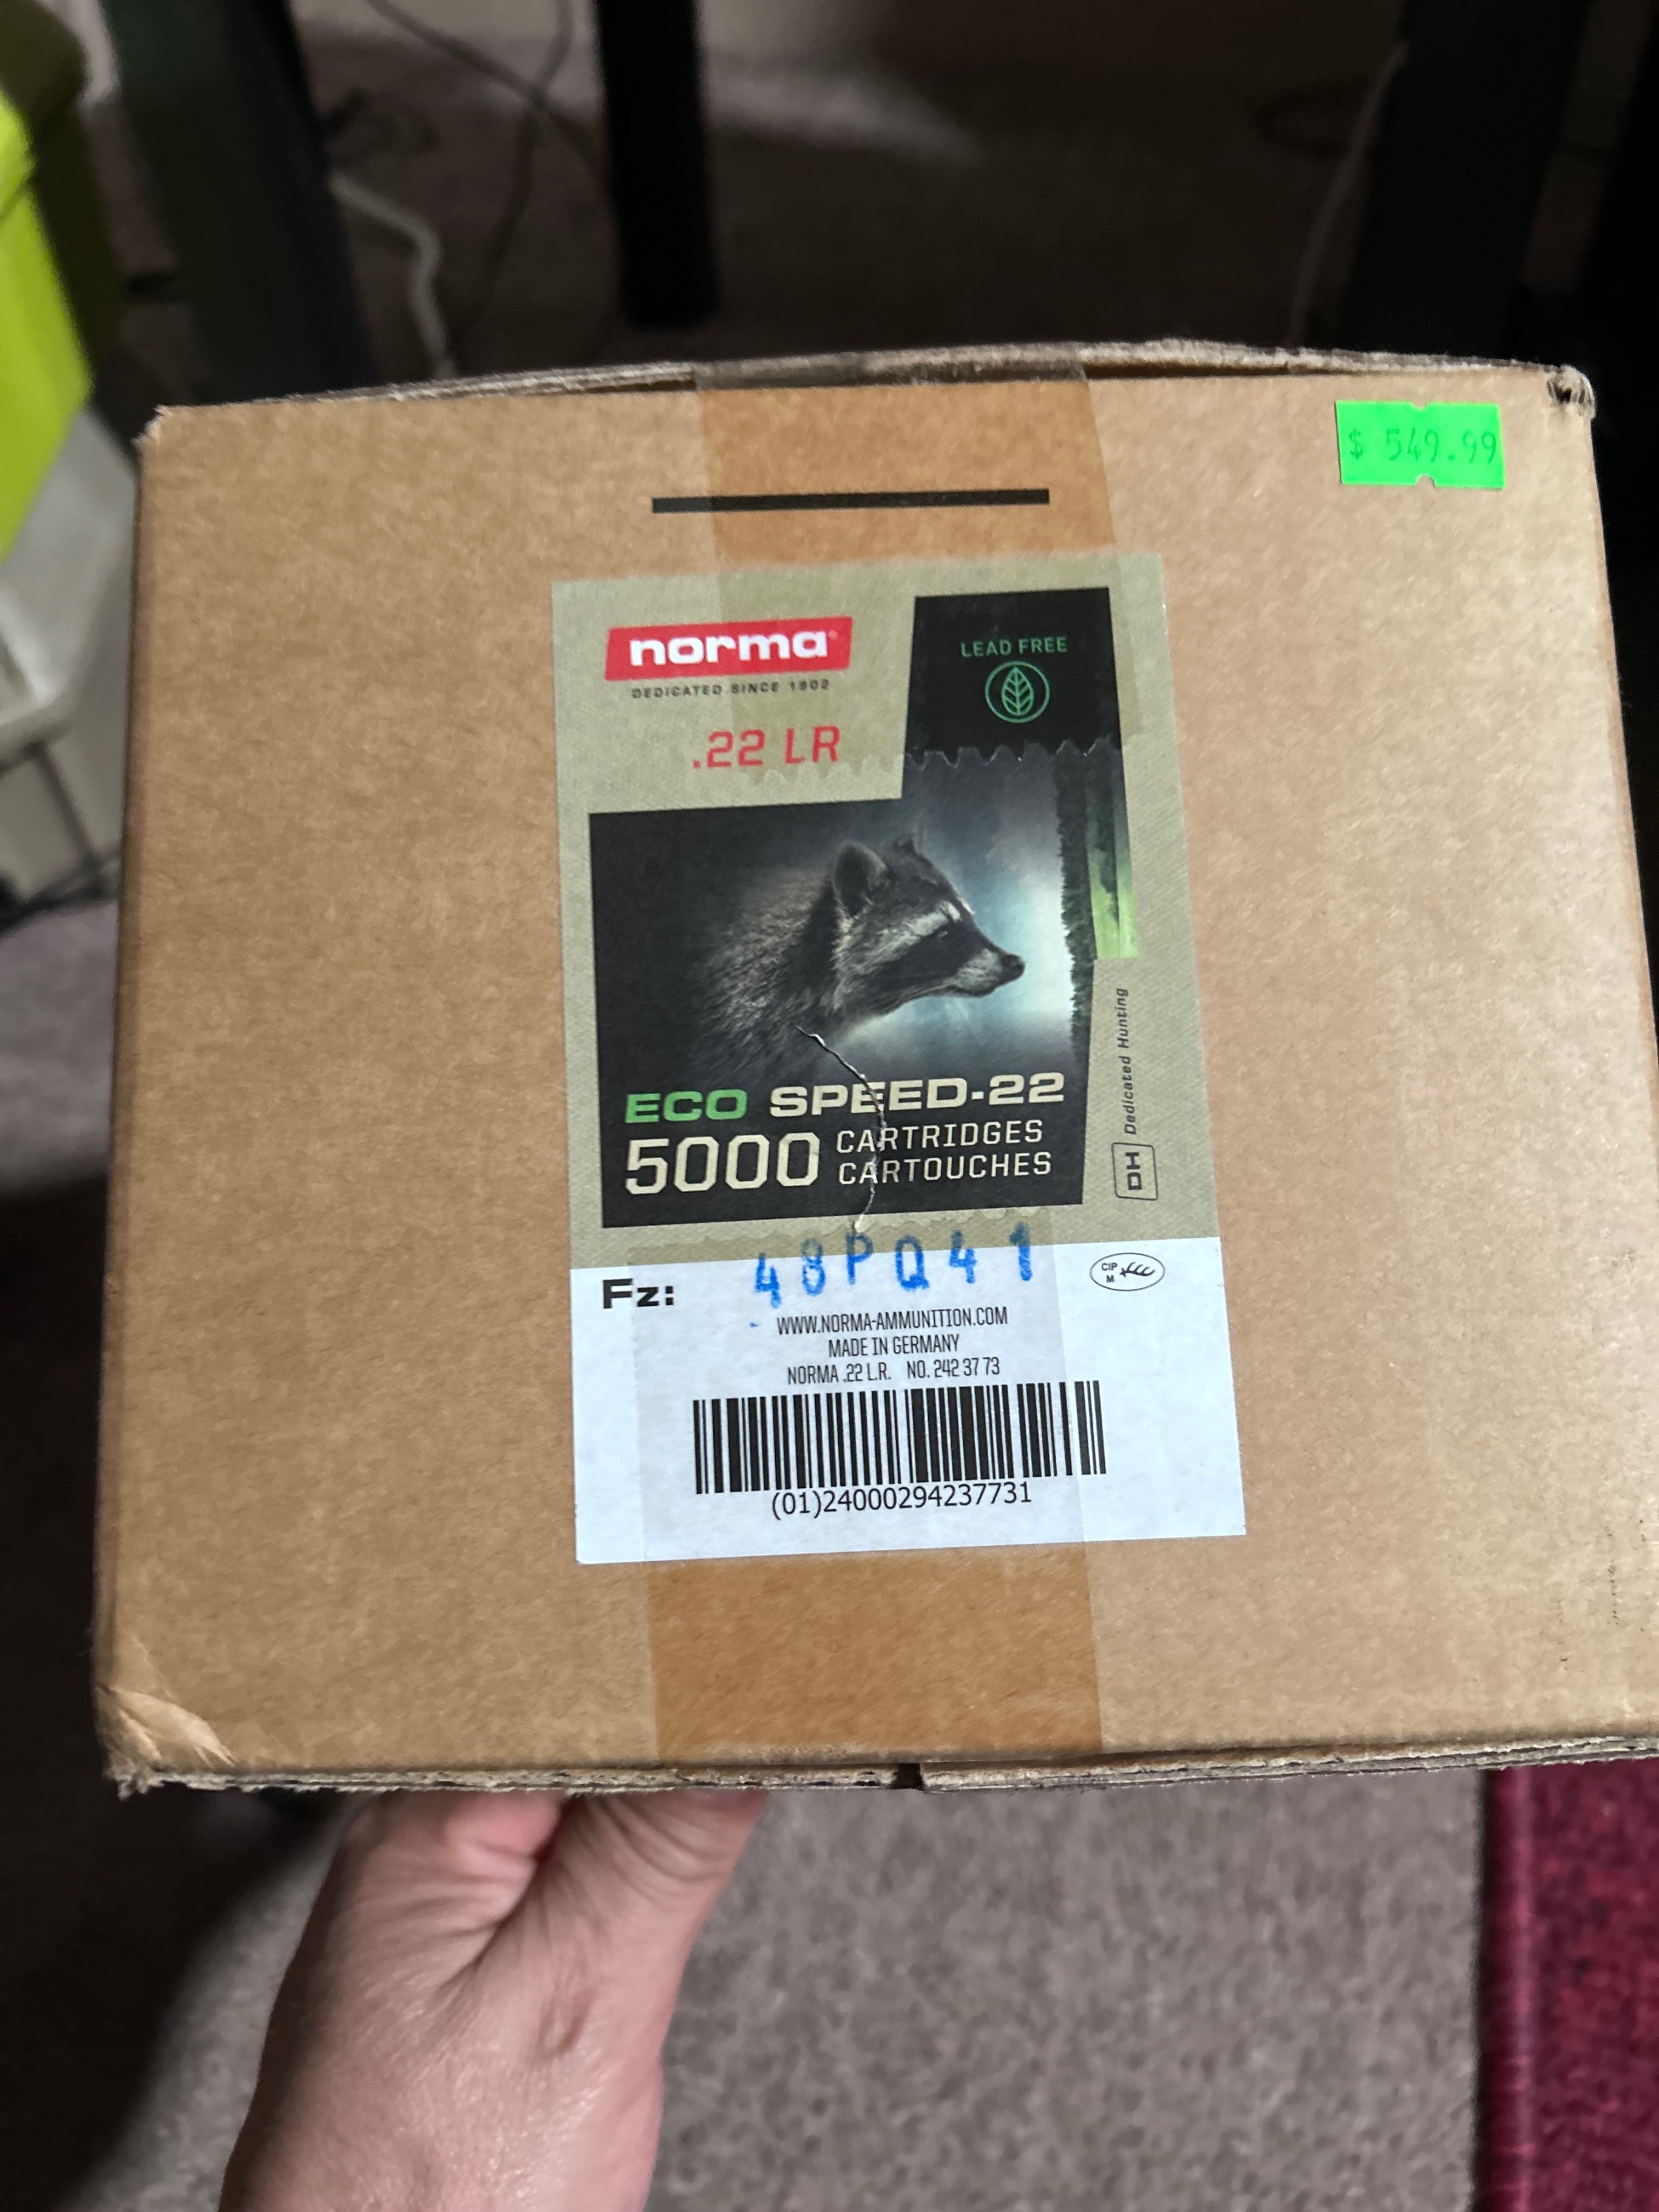 $ 549.99
norma
DEDICATED SINCE 1902
LEAD FREE
.22 LR
ECO SPEED-22
5000 CARTRIDGES
CARTOUCHES
DH Dedicated Hunting
Fz: 48PQ41
CIP
M
WWW.NORMA-AMMUNITION.COM
MADE IN GERMANY
NORMA .22 L.R. NO. 242 37 73
(01)24000294237731